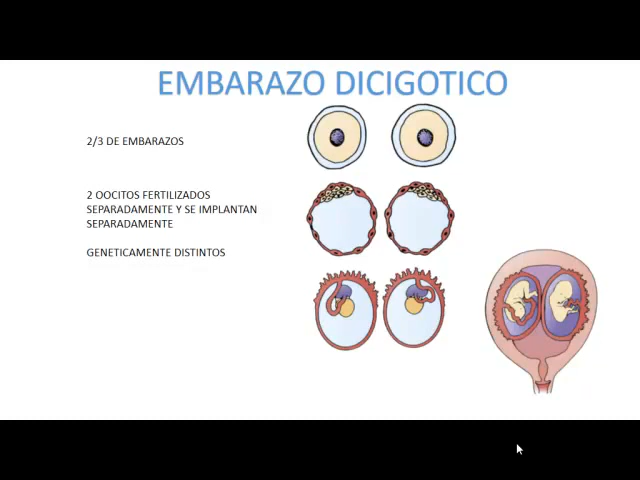 EMBARAZO DICIGOTICO
2/3 DE EMBARAZOS
2 OOCITOS FERTILIZADOS
SEPARADAMENTE Y SE IMPLANTAN
SEPARADAMENTE
GENETICAMENTE DISTINTOS